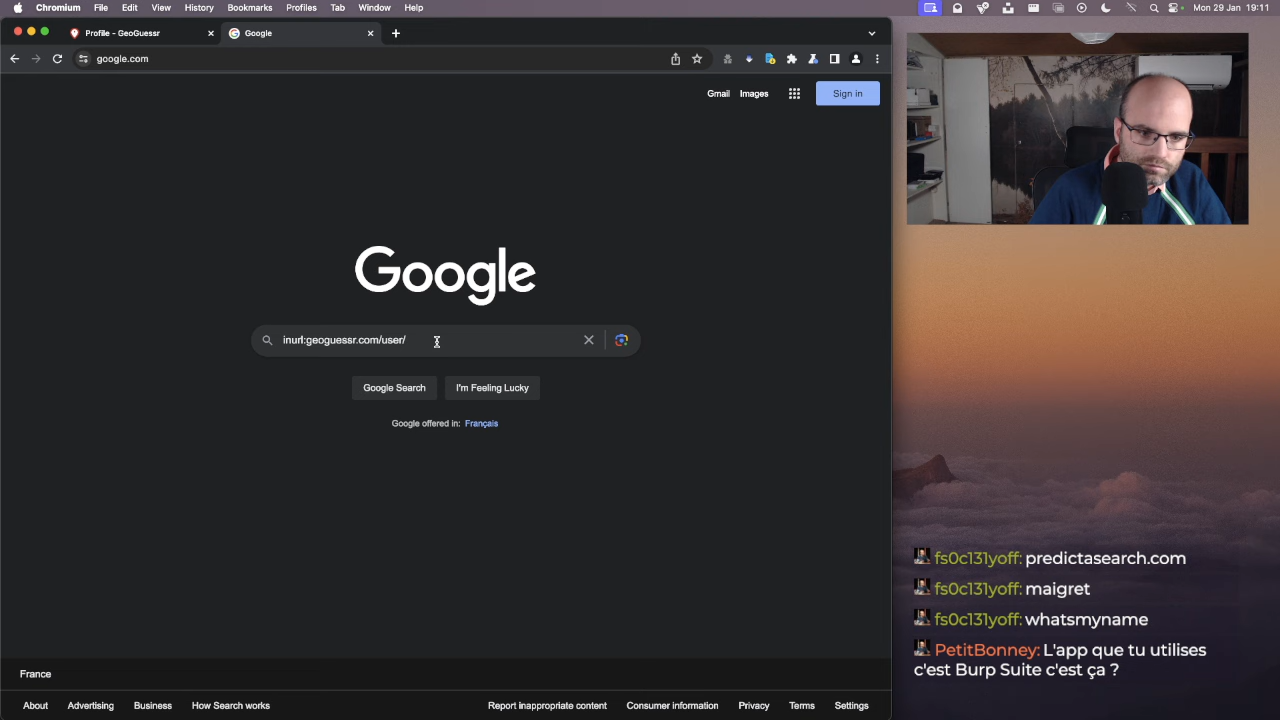 Chromium File Edit View History Bookmarks Profiles Tab Window Help
Mon 29 Jan 19:11
Profile - GeoGuessr
Google
google.com
Gmail Images
Sign in
Google
inurl:geoguessr.com/user/
Google Search
I'm Feeling Lucky
Google offered in: Français
France
About Advertising Business How Search works
Report inappropriate content Consumer information Privacy Terms Settings
fs0c131yoff: predictasearch.com
fs0c131yoff: maigret
fs0c131yoff: whatsmyname
PetitBonney: L'app que tu utilises
c'est Burp Suite c'est ça ?